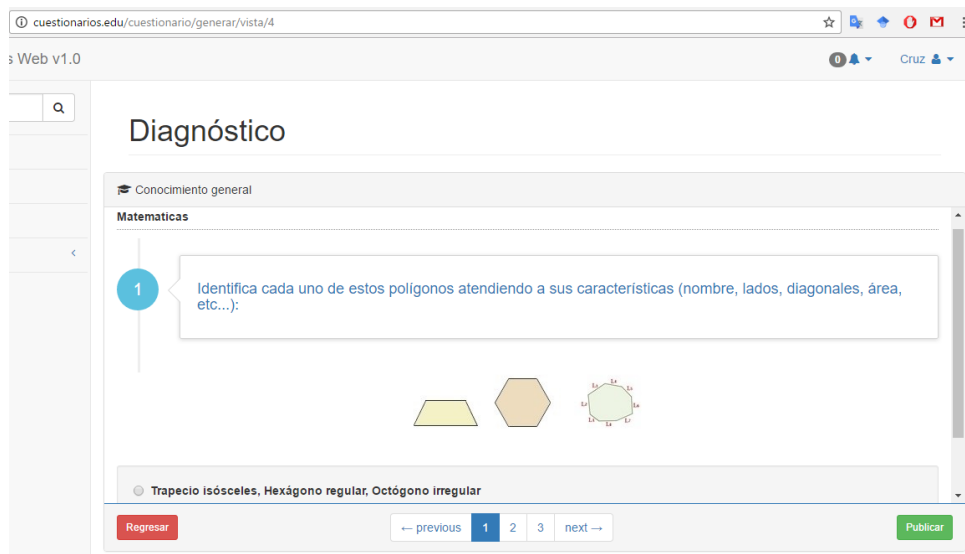 cuestionarios.edu/cuestionario/generar/vista/4
s Web v1.0
0
Cruz
Diagnóstico
Conocimiento general
Matematicas
1
Identifica cada uno de estos polígonos atendiendo a sus características (nombre, lados, diagonales, área,
etc...):
Trapecio isósceles, Hexágono regular, Octógono irregular
Regresar
← previous 1 2 3 next →
Publicar